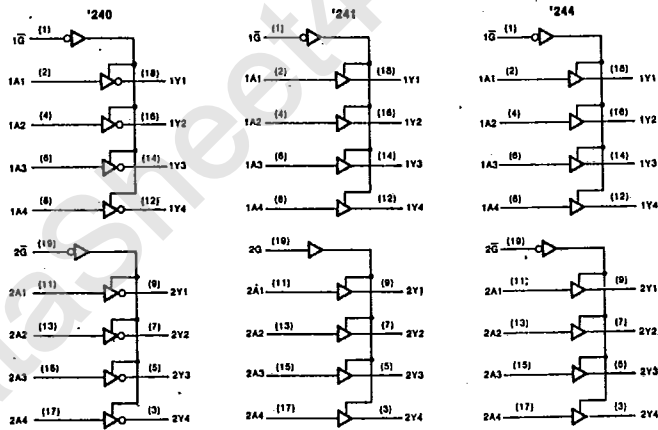 '240
1G̅ (1)
1A1 (2) (18) 1Y1
1A2 (4) (16) 1Y2
1A3 (6) (14) 1Y3
1A4 (8) (12) 1Y4
2G̅ (19)
2A1 (11) (9) 2Y1
2A2 (13) (7) 2Y2
2A3 (15) (5) 2Y3
2A4 (17) (3) 2Y4
'241
1G̅ (1)
1A1 (2) (18) 1Y1
1A2 (4) (16) 1Y2
1A3 (6) (14) 1Y3
1A4 (8) (12) 1Y4
2G (19)
2A1 (11) (9) 2Y1
2A2 (13) (7) 2Y2
2A3 (15) (5) 2Y3
2A4 (17) (3) 2Y4
'244
1G̅ (1)
1A1 (2) (18) 1Y1
1A2 (4) (16) 1Y2
1A3 (6) (14) 1Y3
1A4 (8) (12) 1Y4
2G̅ (19)
2A1 (11) (9) 2Y1
2A2 (13) (7) 2Y2
2A3 (15) (5) 2Y3
2A4 (17) (3) 2Y4
ataSheet4